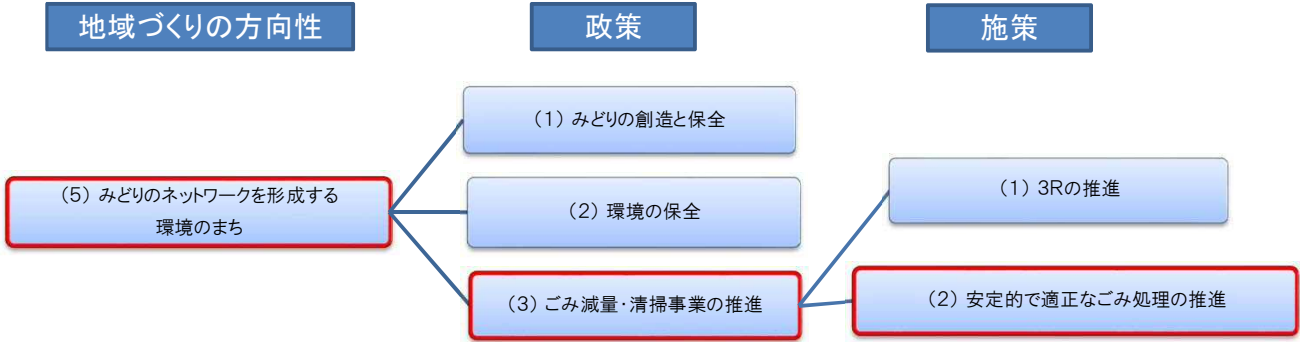 地域づくりの方向性
政策
施策
(1) みどりの創造と保全
(5) みどりのネットワークを形成する
環境のまち
(2) 環境の保全
(3) ごみ減量・清掃事業の推進
(1) 3Rの推進
(2) 安定的で適正なごみ処理の推進